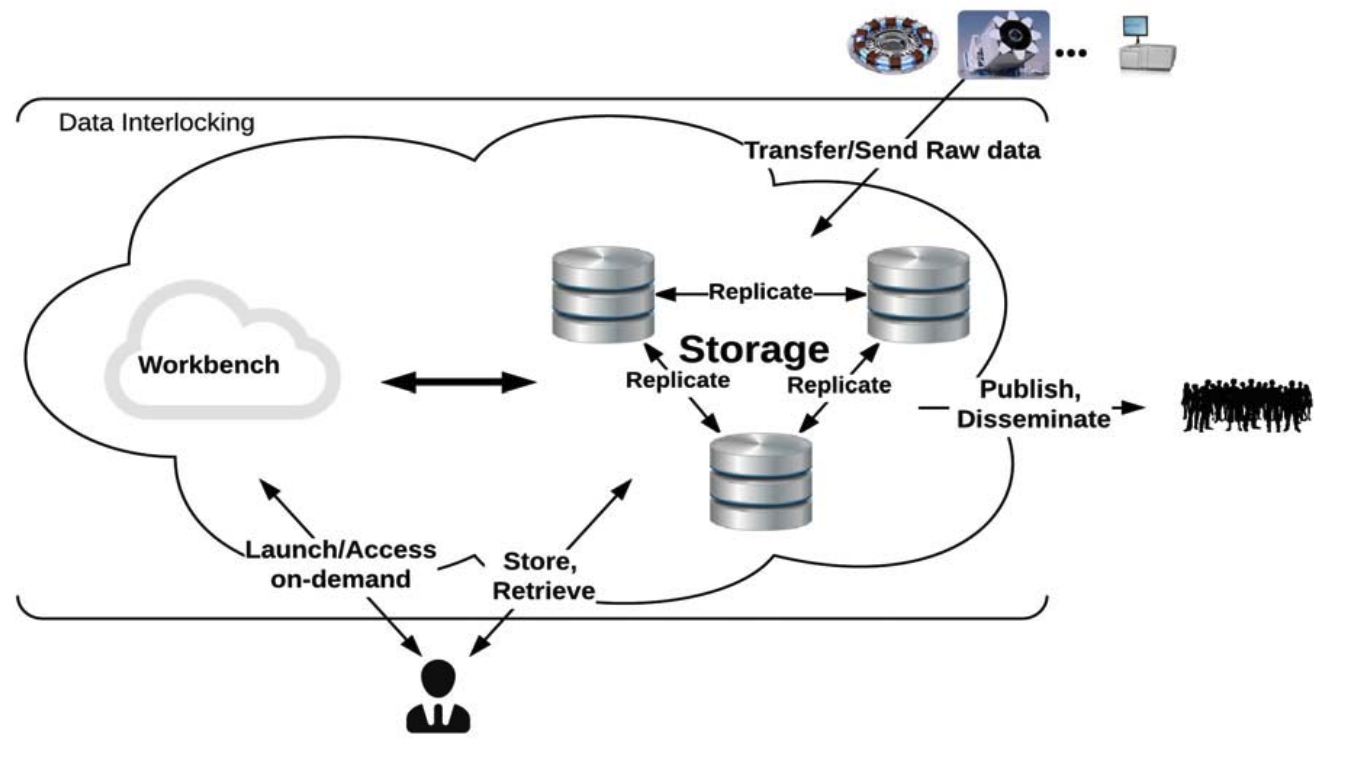 Data Interlocking
Transfer/Send Raw data
Replicate
Storage
Replicate
Replicate
Workbench
Publish,
Disseminate
Launch/Access
on-demand
Store,
Retrieve